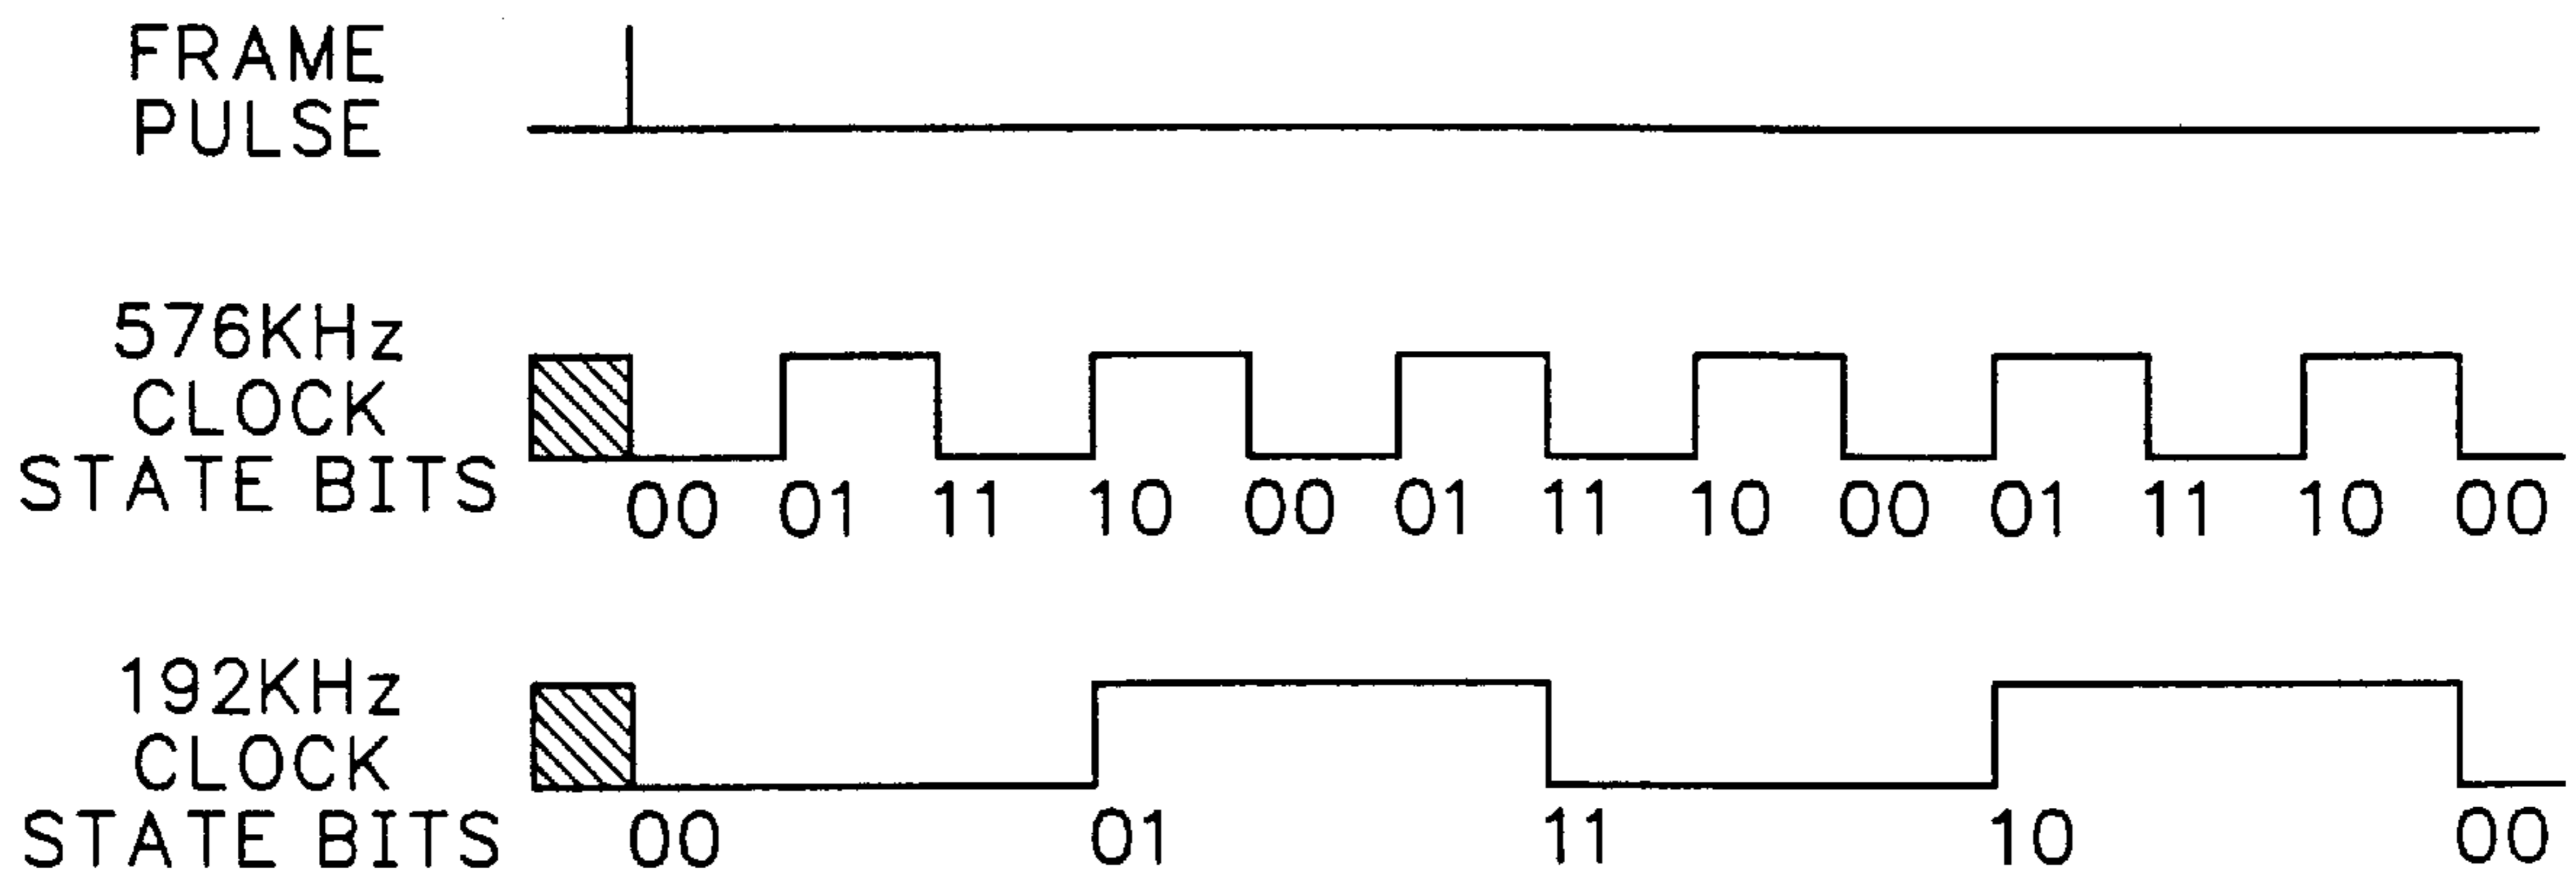 FRAME
PULSE
576KHz
CLOCK
STATE BITS
00 01 11 10 00 01 11 10 00 01 11 10 00
192KHz
CLOCK
STATE BITS
00 01 11 10 00